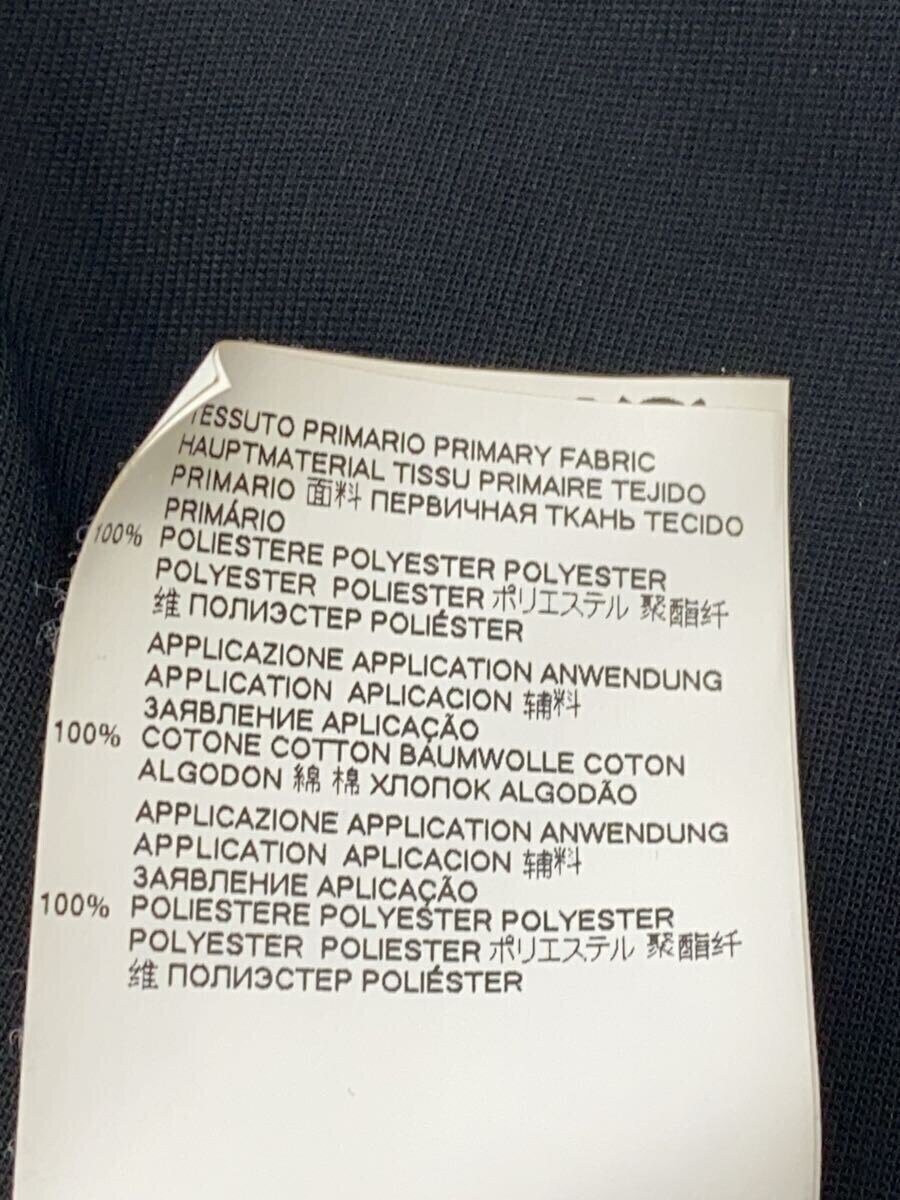 TESSUTO PRIMARIO PRIMARY FABRIC
HAUPTMATERIAL TISSU PRIMAIRE TEJIDO
PRIMARIO 面料 ПЕРВИЧНАЯ ТКАНЬ TECIDO
PRIMÁRIO
100% POLIESTERE POLYESTER POLYESTER
POLYESTER POLIESTER ポリエステル 聚酯纤
维 ПОЛИЭСТЕР POLIÉSTER
APPLICAZIONE APPLICATION ANWENDUNG
APPLICATION APLICACION 辅料
ЗАЯВЛЕНИЕ APLICAÇÃO
100% COTONE COTTON BAUMWOLLE COTON
ALGODON 綿 棉 ХЛОПОК ALGODÃO
APPLICAZIONE APPLICATION ANWENDUNG
APPLICATION APLICACION 辅料
ЗАЯВЛЕНИЕ APLICAÇÃO
100% POLIESTERE POLYESTER POLYESTER
POLYESTER POLIESTER ポリエステル 聚酯纤
维 ПОЛИЭСТЕР POLIÉSTER